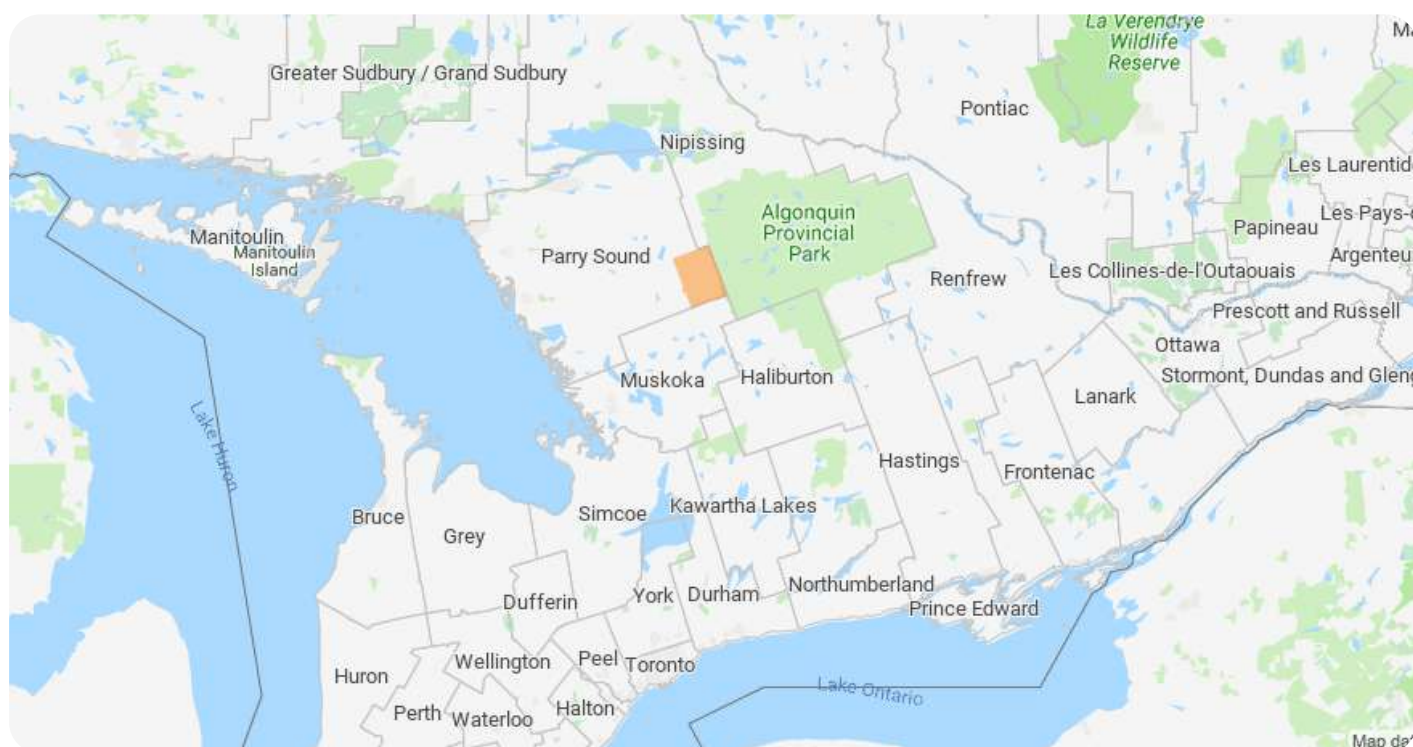 La Verendrye
Wildlife
Reserve
Greater Sudbury / Grand Sudbury
Pontiac
Nipissing
Les Laurentid
Algonquin
Provincial
Park
Papineau
Les Pays-d
Manitoulin
Manitoulin
Island
Parry Sound
Argenteu
Les Collines-de-l'Outaouais
Renfrew
Prescott and Russell
Ottawa
Muskoka
Haliburton
Stormont, Dundas and Gleng
Lanark
Lake Huron
Hastings
Frontenac
Bruce
Grey
Simcoe
Kawartha Lakes
Dufferin
York
Durham
Northumberland
Prince Edward
Huron
Wellington
Peel
Toronto
Lake Ontario
Perth
Waterloo
Halton
Map da